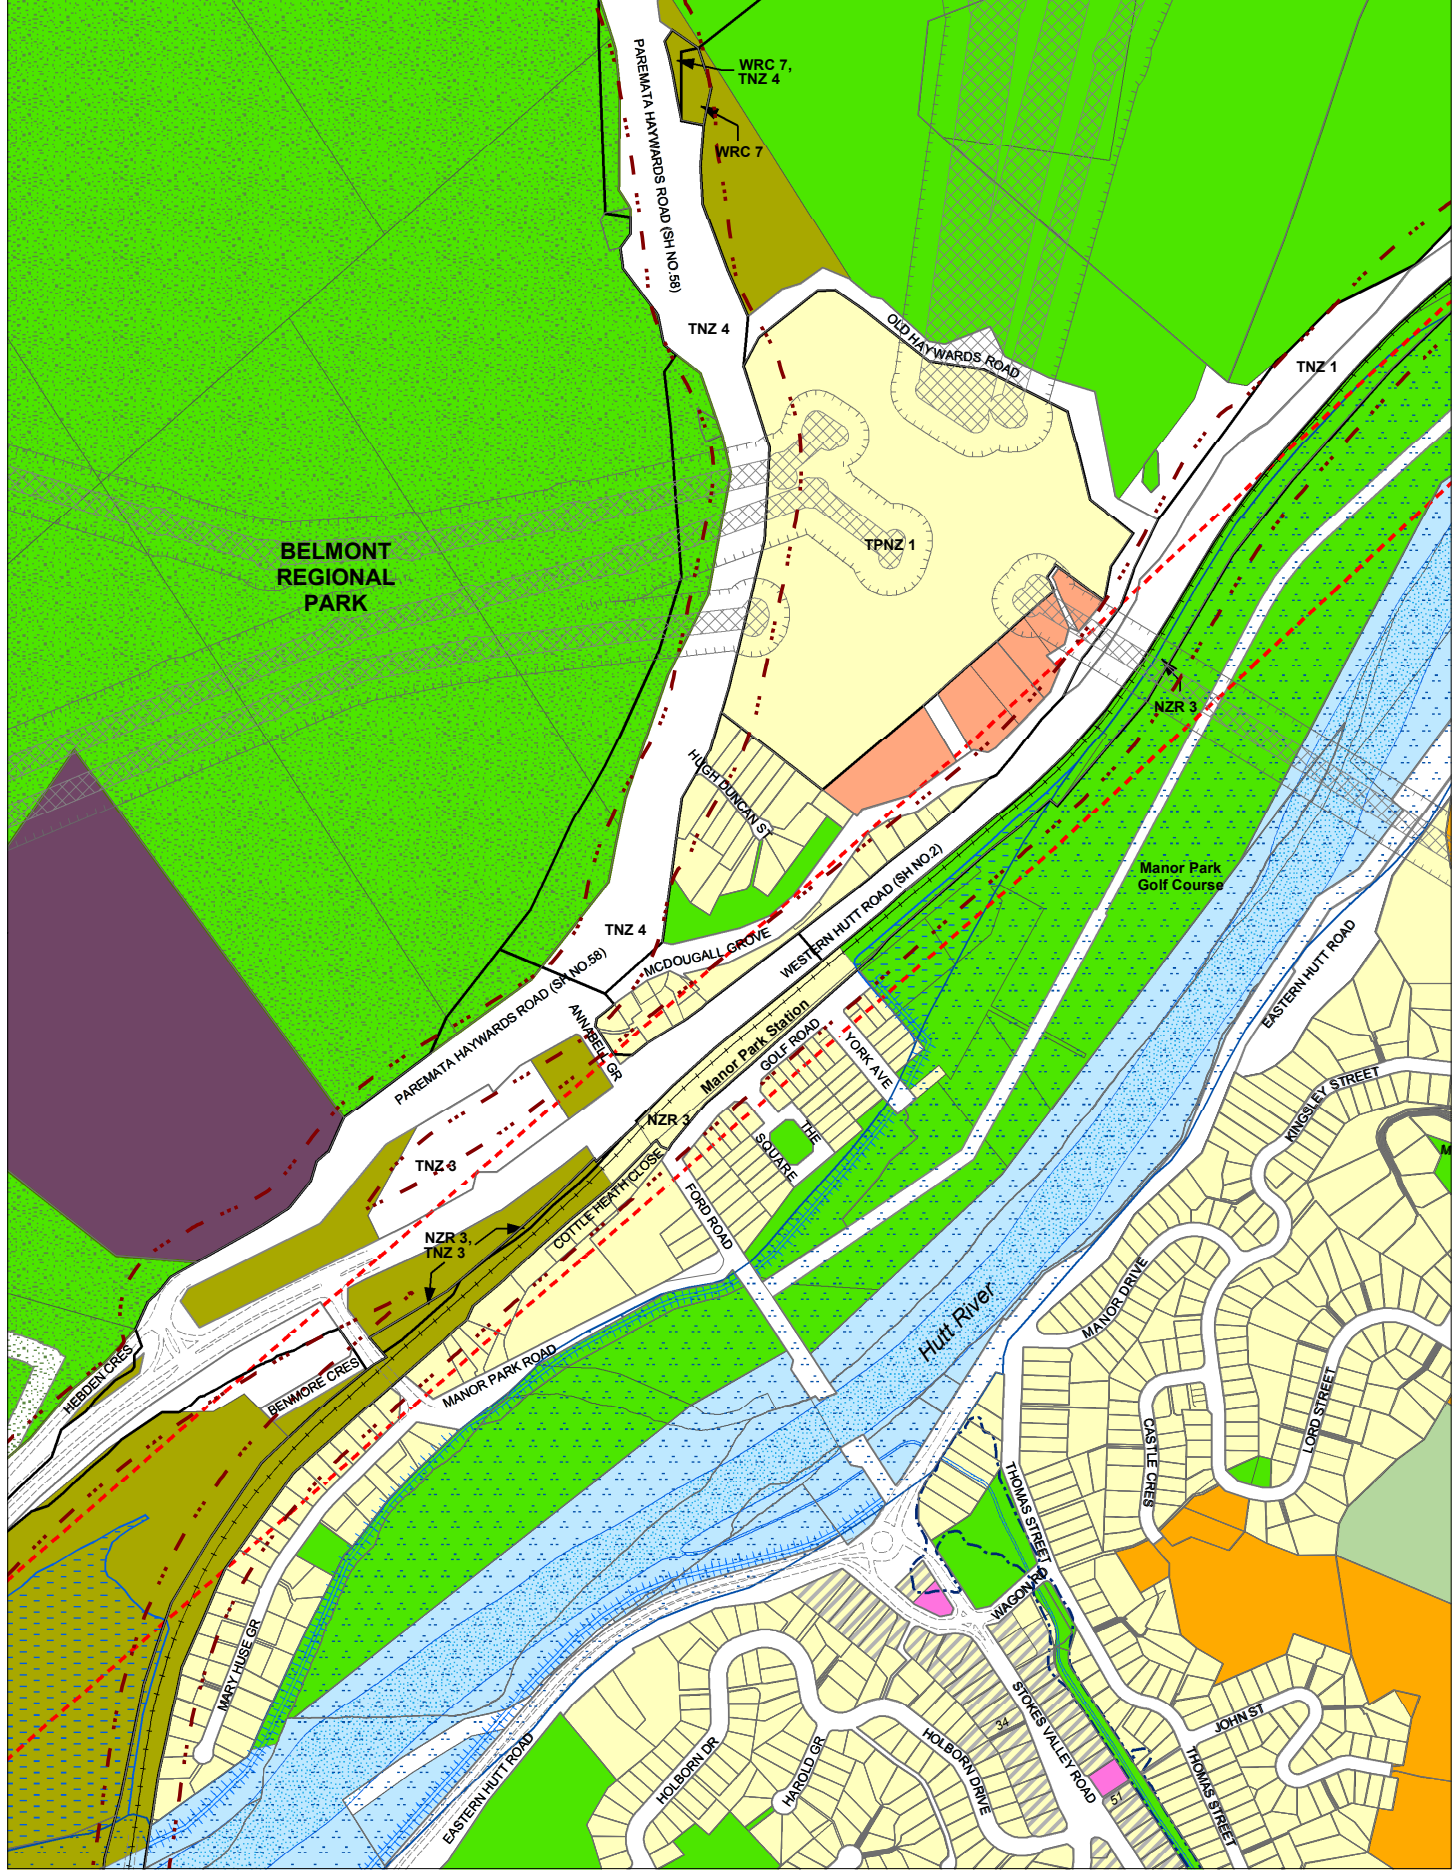 PAREMATA HAYWARDS ROAD (SH NO.58)
WRC 7,
TNZ 4
WRC 7
TNZ 4
OLD HAYWARDS ROAD
TNZ 1
BELMONT
REGIONAL
PARK
TPNZ 1
NZR 3
HUGH DUNCAN ST
Manor Park
Golf Course
WESTERN HUTT ROAD (SH NO.2)
TNZ 4
MCDOUGALL GROVE
PAREMATA HAYWARDS ROAD (SH NO.58)
ANNABELL GR
Manor Park Station
GOLF ROAD
YORK AVE
EASTERN HUTT ROAD
KINGSLEY STREET
NZR 3
THE
SQUARE
M
TNZ 3
COTTLE HEATH CLOSE
FORD ROAD
NZR 3,
TNZ 3
Hutt River
MANOR DRIVE
HEBDEN CRES
BENMORE CRES
MANOR PARK ROAD
CASTLE CRES
LORD STREET
THOMAS STREET
WAGON RD
MARY HUSE GR
STOKES VALLEY ROAD
34
JOHN ST
HOLBORN DR
HAROLD GR
HOLBORN DRIVE
EASTERN HUTT ROAD
51
THOMAS STREET